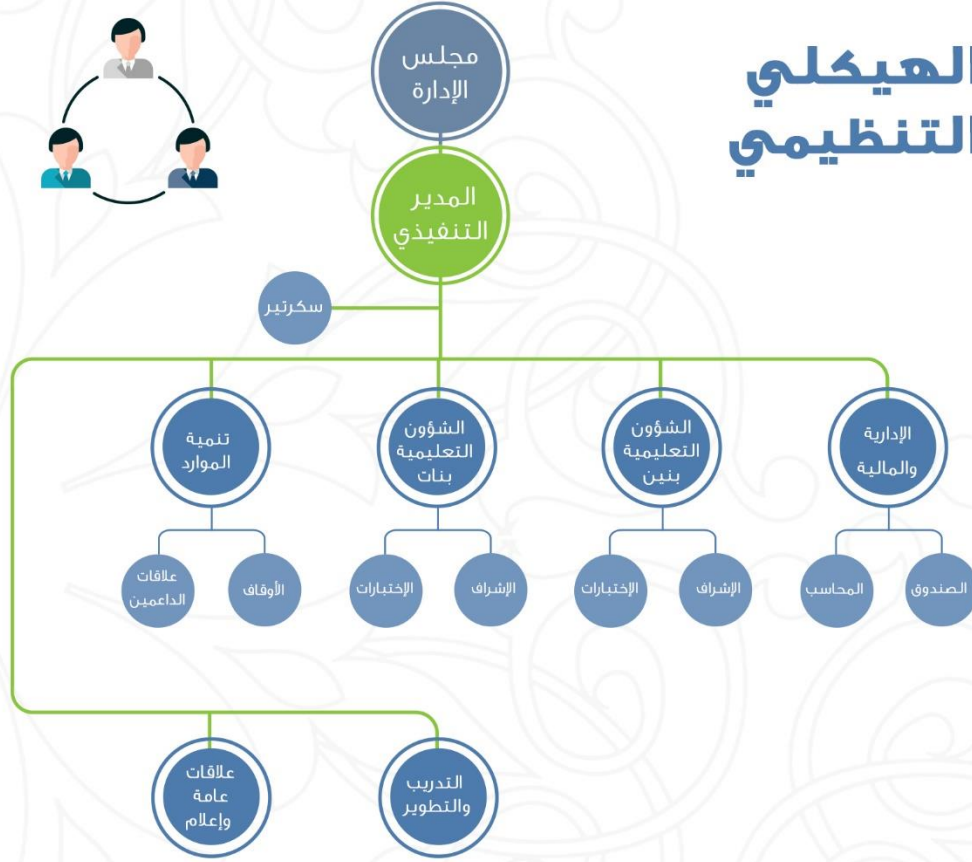 الهيكلي
التنظيمي
مجلس
الإدارة
المدير
التنفيذي
سكرتير
الإدارية
والمالية
الشؤون
التعليمية
بنين
الشؤون
التعليمية
بنات
تنمية
الموارد
الصندوق
المحاسب
الإشراف
الإختبارات
الإشراف
الإختبارات
الأوقاف
علاقات
الداعمين
التدريب
والتطوير
علاقات
عامة
وإعلام